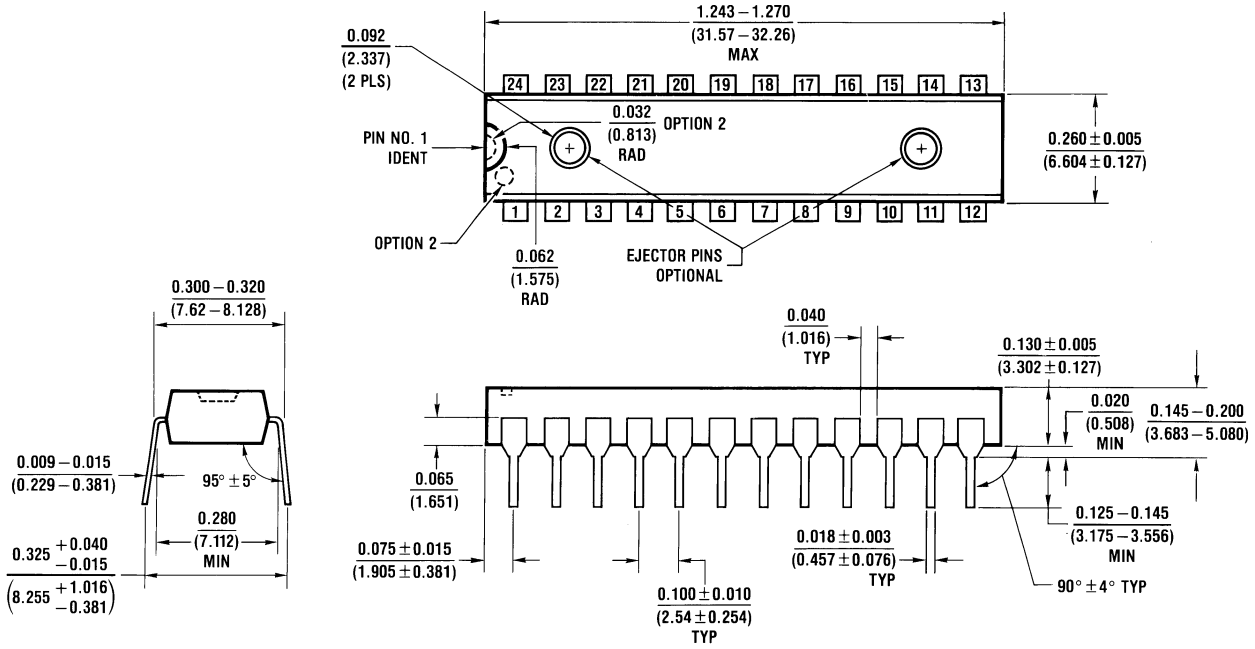 1.243 – 1.270
(31.57 – 32.26)
MAX
0.092
(2.337)
(2 PLS)
24 23 22 21 20 19 18 17 16 15 14 13
0.032
(0.813)
RAD
OPTION 2
PIN NO. 1
IDENT
0.260 ± 0.005
(6.604 ± 0.127)
1 2 3 4 5 6 7 8 9 10 11 12
OPTION 2
0.062
(1.575)
RAD
EJECTOR PINS
OPTIONAL
0.300 – 0.320
(7.62 – 8.128)
0.040
(1.016)
TYP
0.130 ± 0.005
(3.302 ± 0.127)
0.020
(0.508)
MIN
0.145 – 0.200
(3.683 – 5.080)
0.009 – 0.015
(0.229 – 0.381)
95° ± 5°
0.065
(1.651)
0.280
(7.112)
MIN
0.325 +0.040
–0.015
(8.255 +1.016
–0.381)
0.075 ± 0.015
(1.905 ± 0.381)
0.100 ± 0.010
(2.54 ± 0.254)
TYP
0.018 ± 0.003
(0.457 ± 0.076)
TYP
0.125 – 0.145
(3.175 – 3.556)
MIN
90° ± 4° TYP